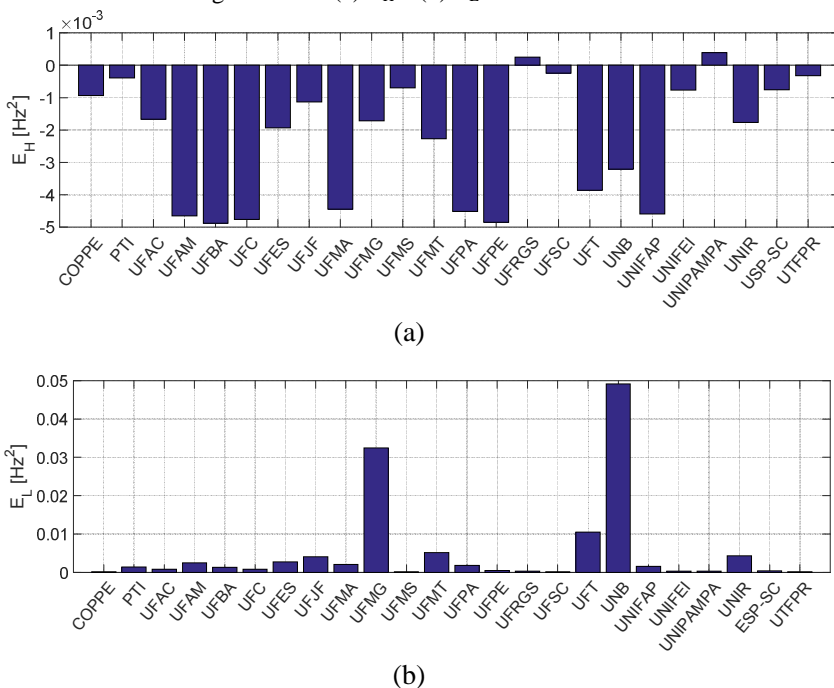 ×10-3
1
0
-1
-2
-3
-4
-5
EH [Hz2]
COPPE
PTI
UFAC
UFAM
UFBA
UFC
UFES
UFJF
UFMA
UFMG
UFMS
UFMT
UFPA
UFPE
UFRGS
UFSC
UFT
UNB
UNIFAP
UNIFEI
UNIPAMPA
UNIR
USP-SC
UTFPR
(a)
0.05
0.04
0.03
0.02
0.01
0
EL [Hz2]
COPPE
PTI
UFAC
UFAM
UFBA
UFC
UFES
UFJF
UFMA
UFMG
UFMS
UFMT
UFPA
UFPE
UFRGS
UFSC
UFT
UNB
UNIFAP
UNIFEI
UNIPAMPA
UNIR
ESP-SC
UTFPR
(b)